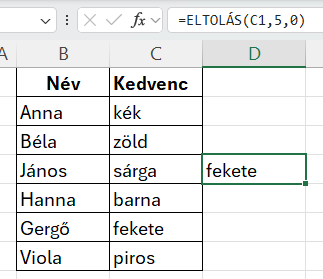 fx =ELTOLÁS(C1,5,0)
B C D
Név Kedvenc
Anna kék
Béla zöld
János sárga fekete
Hanna barna
Gergő fekete
Viola piros